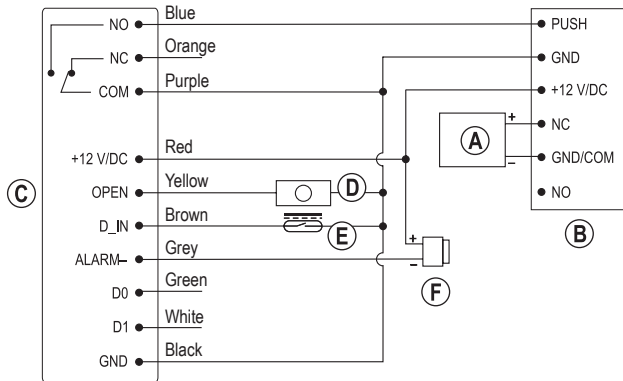 NO Blue PUSH
NC Orange GND
COM Purple +12 V/DC
+ NC
A
+12 V/DC Red − GND/COM
OPEN Yellow D NO
C
D_IN Brown E B
+
ALARM− Grey −
F
D0 Green
D1 White
GND Black